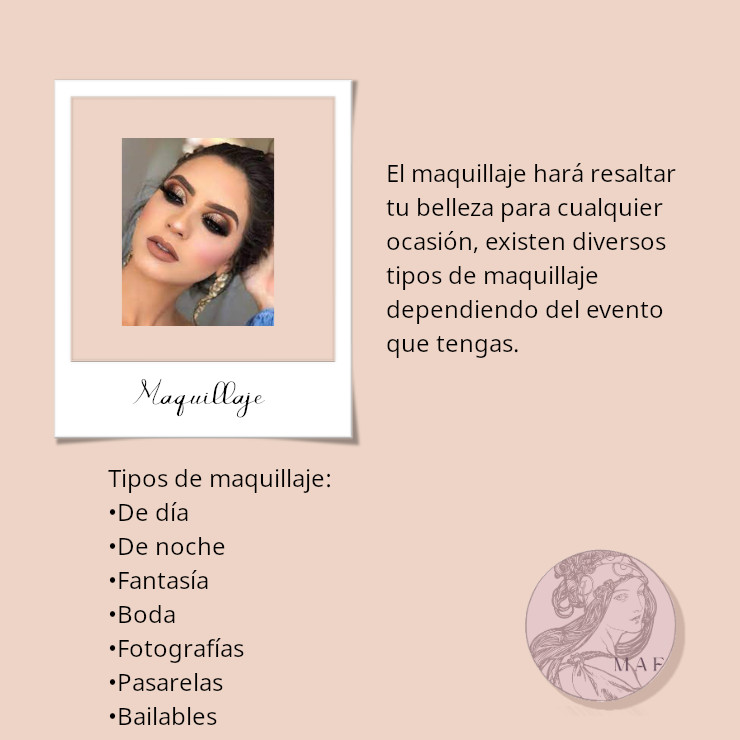 El maquillaje hará resaltar
tu belleza para cualquier
ocasión, existen diversos
tipos de maquillaje
dependiendo del evento
que tengas.
Maquillaje
Tipos de maquillaje:
•De día
•De noche
•Fantasía
•Boda
•Fotografías
•Pasarelas
•Bailables
MAF